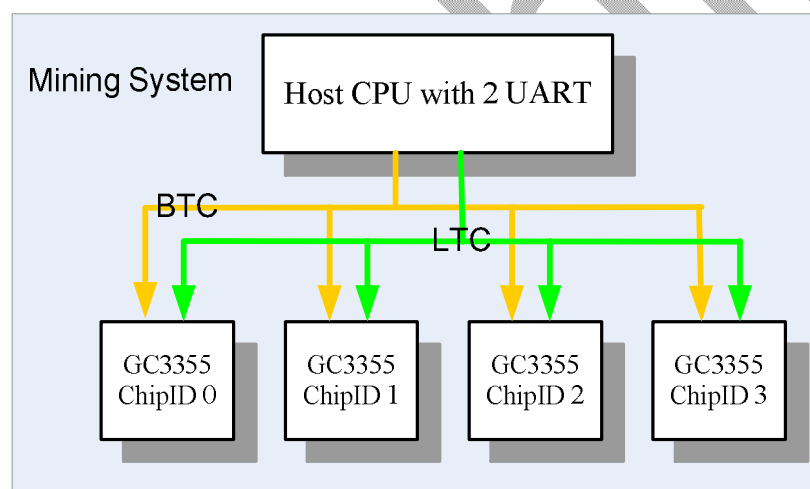 Mining System
Host CPU with 2 UART
BTC
LTC
GC3355
ChipID 0
GC3355
ChipID 1
GC3355
ChipID 2
GC3355
ChipID 3